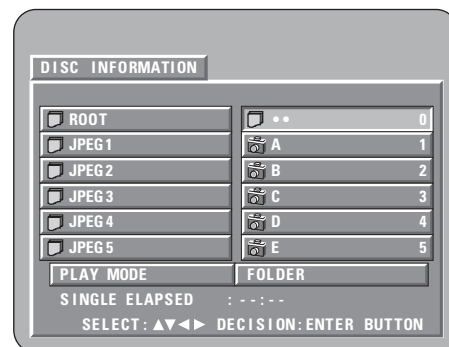 DISC INFORMATION
ROOT •• 0
JPEG1 A 1
JPEG2 B 2
JPEG3 C 3
JPEG4 D 4
JPEG5 E 5
PLAY MODE FOLDER
SINGLE ELAPSED : --:--
SELECT:▲▼◀▶ DECISION:ENTER BUTTON